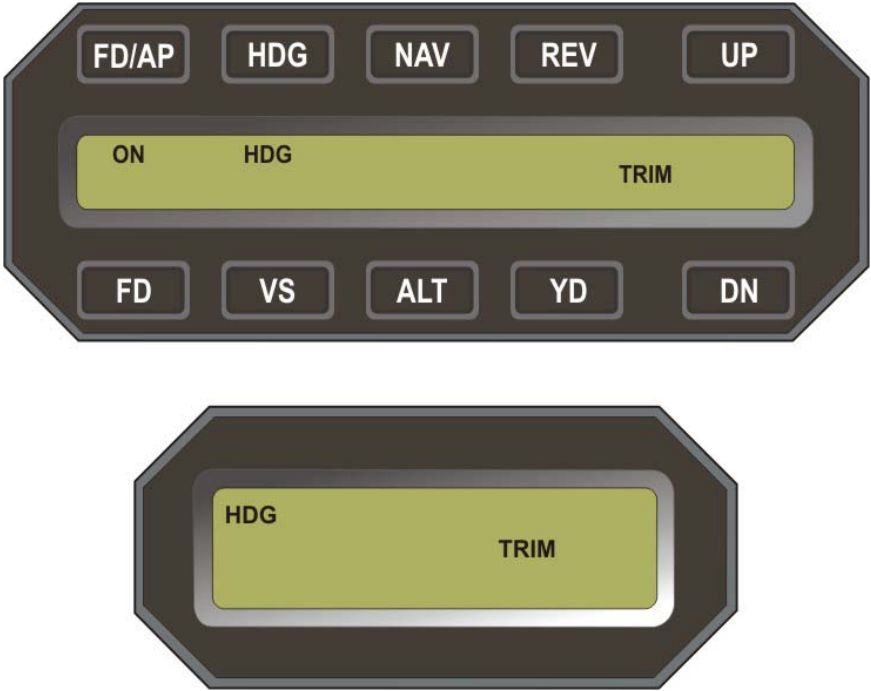 FD/AP HDG NAV REV UP
ON HDG
TRIM
FD VS ALT YD DN
HDG
TRIM